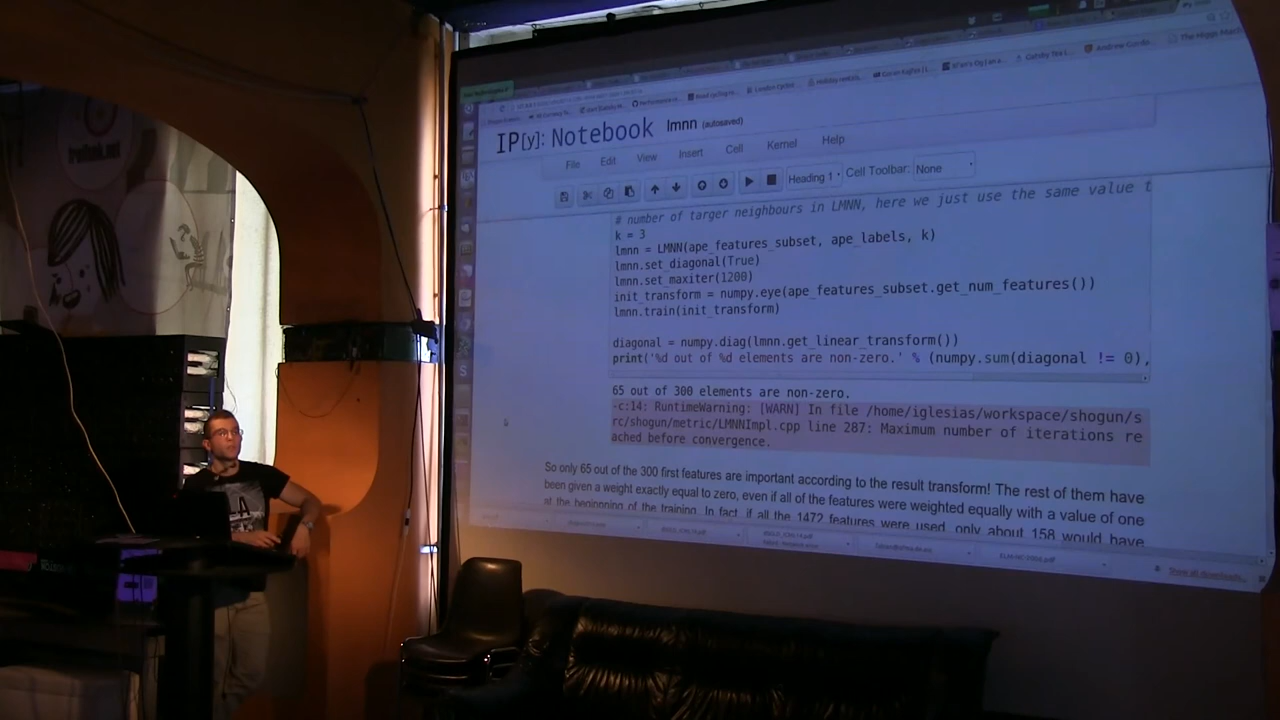 IP[y]: Notebook lmnn (autosaved)
File Edit View Insert Cell Kernel Help
Heading 1 Cell Toolbar: None
# number of targer neighbours in LMNN, here we just use the same value t
k = 3
lmnn = LMNN(ape_features_subset, ape_labels, k)
lmnn.set_diagonal(True)
lmnn.set_maxiter(1200)
init_transform = numpy.eye(ape_features_subset.get_num_features())
lmnn.train(init_transform)
diagonal = numpy.diag(lmnn.get_linear_transform())
print('%d out of %d elements are non-zero.' % (numpy.sum(diagonal != 0),
65 out of 300 elements are non-zero.
-c:14: RuntimeWarning: [WARN] In file /home/iglesias/workspace/shogun/s
rc/shogun/metric/LMNNImpl.cpp line 287: Maximum number of iterations re
ached before convergence.
So only 65 out of the 300 first features are important according to the result transform! The rest of them have
been given a weight exactly equal to zero, even if all of the features were weighted equally with a value of one
at the beginning of the training. In fact, if all the 1472 features were used, only about 158 would have
Show all downloads...